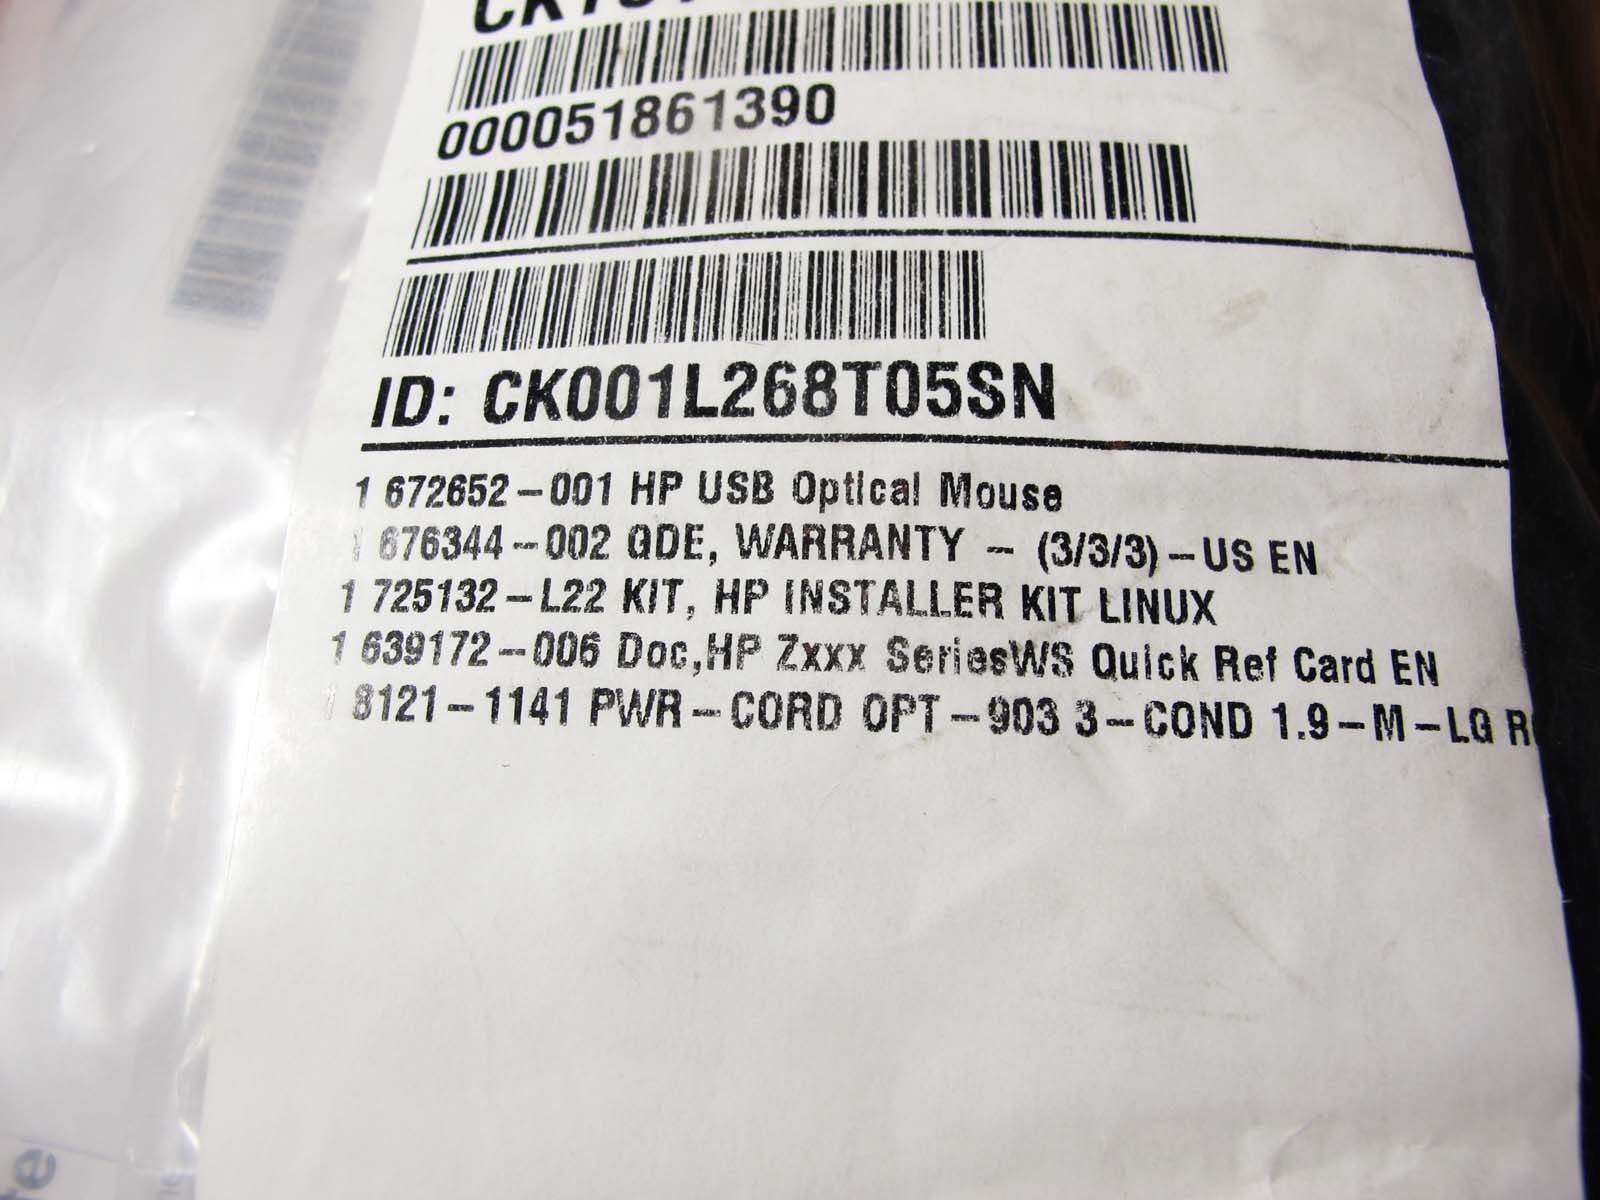 000051861390
ID: CK001L268T05SN
1 672652-001 HP USB Optical Mouse
1 676344-002 GDE, WARRANTY - (3/3/3)-US EN
1 725132-L22 KIT, HP INSTALLER KIT LINUX
1 639172-006 Doc,HP Zxxx SeriesWS Quick Ref Card EN
1 8121-1141 PWR-CORD OPT-903 3-COND 1.9-M-LG